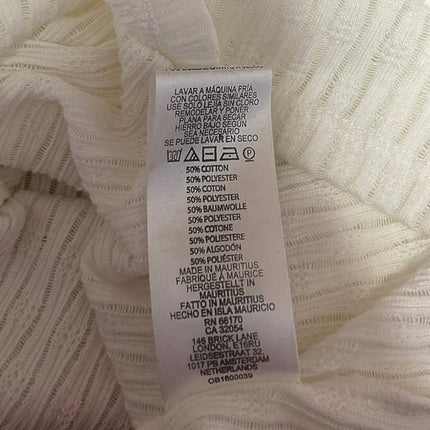 LAVAR A MÁQUINA FRÍA
CON COLORES SIMILARES
USE SOLO LEJÍA SIN CLORO
REMODELAR Y PONER
PLANA PARA SECAR
HIERRO BAJO SEGÚN
SEA NECESARIO
SE PUEDE LAVAR EN SECO
P
50% COTTON
50% POLYESTER
50% COTON
50% POLYESTER
50% BAUMWOLLE
50% POLYESTER
50% COTONE
50% POLIESTERE
50% ALGODÓN
50% POLIÉSTER
MADE IN MAURITIUS
FABRIQUÉ A MAURICE
HERGESTELLT IN
MAURITIUS
FATTO IN MAURITIUS
HECHO EN ISLA MAURICIO
RN 66170
CA 32054
146 BRICK LANE
LONDON, E16RU
LEIDSESTRAAT 32,
1017 PB AMSTERDAM
NETHERLANDS
OB1600039